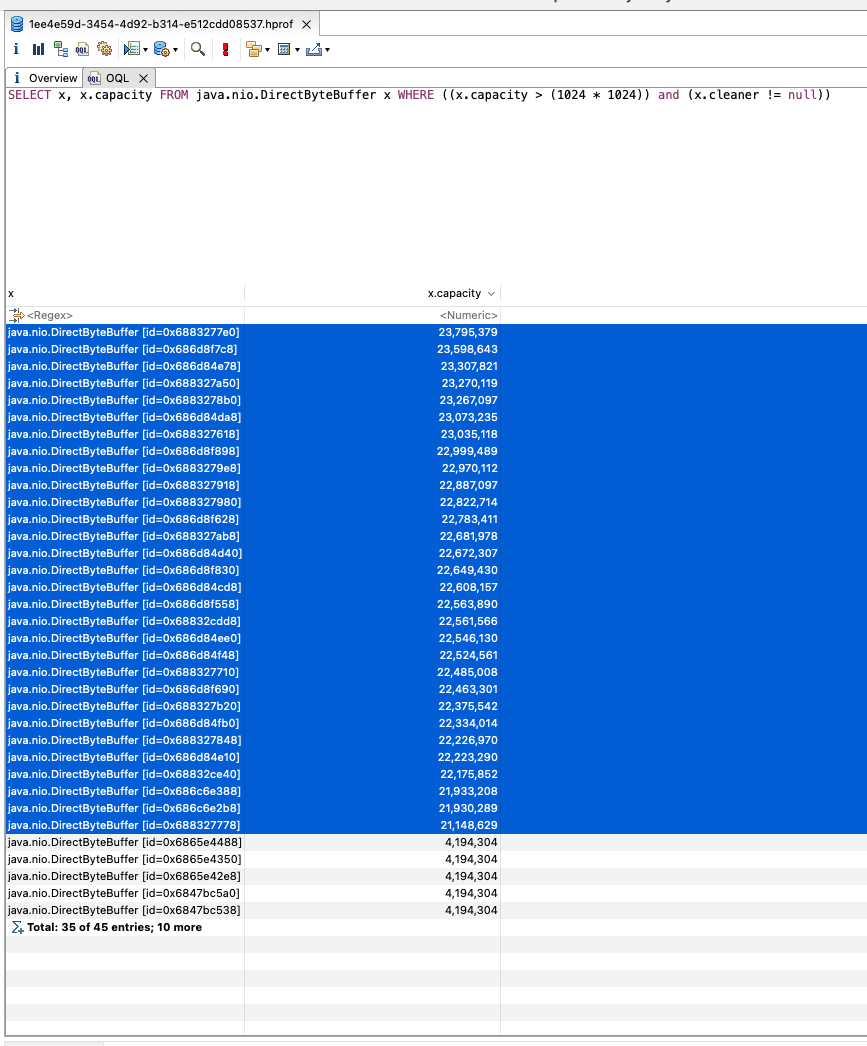 1ee4e59d-3454-4d92-b314-e512cdd08537.hprof
Overview OQL
SELECT x, x.capacity FROM java.nio.DirectByteBuffer x WHERE ((x.capacity > (1024 * 1024)) and (x.cleaner != null))
x x.capacity
<Regex> <Numeric>
java.nio.DirectByteBuffer [id=0x6883277e0] 23,795,379
java.nio.DirectByteBuffer [id=0x686d8f7c8] 23,598,643
java.nio.DirectByteBuffer [id=0x686d84e78] 23,307,821
java.nio.DirectByteBuffer [id=0x688327a50] 23,270,119
java.nio.DirectByteBuffer [id=0x6883278b0] 23,267,097
java.nio.DirectByteBuffer [id=0x686d84da8] 23,073,235
java.nio.DirectByteBuffer [id=0x688327618] 23,035,118
java.nio.DirectByteBuffer [id=0x686d8f898] 22,999,489
java.nio.DirectByteBuffer [id=0x6883279e8] 22,970,112
java.nio.DirectByteBuffer [id=0x688327918] 22,887,097
java.nio.DirectByteBuffer [id=0x688327980] 22,822,714
java.nio.DirectByteBuffer [id=0x686d8f628] 22,783,411
java.nio.DirectByteBuffer [id=0x688327ab8] 22,681,978
java.nio.DirectByteBuffer [id=0x686d84d40] 22,672,307
java.nio.DirectByteBuffer [id=0x686d8f830] 22,649,430
java.nio.DirectByteBuffer [id=0x686d84cd8] 22,608,157
java.nio.DirectByteBuffer [id=0x686d8f558] 22,563,890
java.nio.DirectByteBuffer [id=0x68832cdd8] 22,561,566
java.nio.DirectByteBuffer [id=0x686d84ee0] 22,546,130
java.nio.DirectByteBuffer [id=0x686d84f48] 22,524,561
java.nio.DirectByteBuffer [id=0x688327710] 22,485,008
java.nio.DirectByteBuffer [id=0x686d8f690] 22,463,301
java.nio.DirectByteBuffer [id=0x688327b20] 22,375,542
java.nio.DirectByteBuffer [id=0x686d84fb0] 22,334,014
java.nio.DirectByteBuffer [id=0x688327848] 22,226,970
java.nio.DirectByteBuffer [id=0x686d84e10] 22,223,290
java.nio.DirectByteBuffer [id=0x68832ce40] 22,175,852
java.nio.DirectByteBuffer [id=0x686c6e388] 21,933,208
java.nio.DirectByteBuffer [id=0x686c6e2b8] 21,930,289
java.nio.DirectByteBuffer [id=0x688327778] 21,148,629
java.nio.DirectByteBuffer [id=0x6865e4488] 4,194,304
java.nio.DirectByteBuffer [id=0x6865e4350] 4,194,304
java.nio.DirectByteBuffer [id=0x6865e42e8] 4,194,304
java.nio.DirectByteBuffer [id=0x6847bc5a0] 4,194,304
java.nio.DirectByteBuffer [id=0x6847bc538] 4,194,304
Total: 35 of 45 entries; 10 more